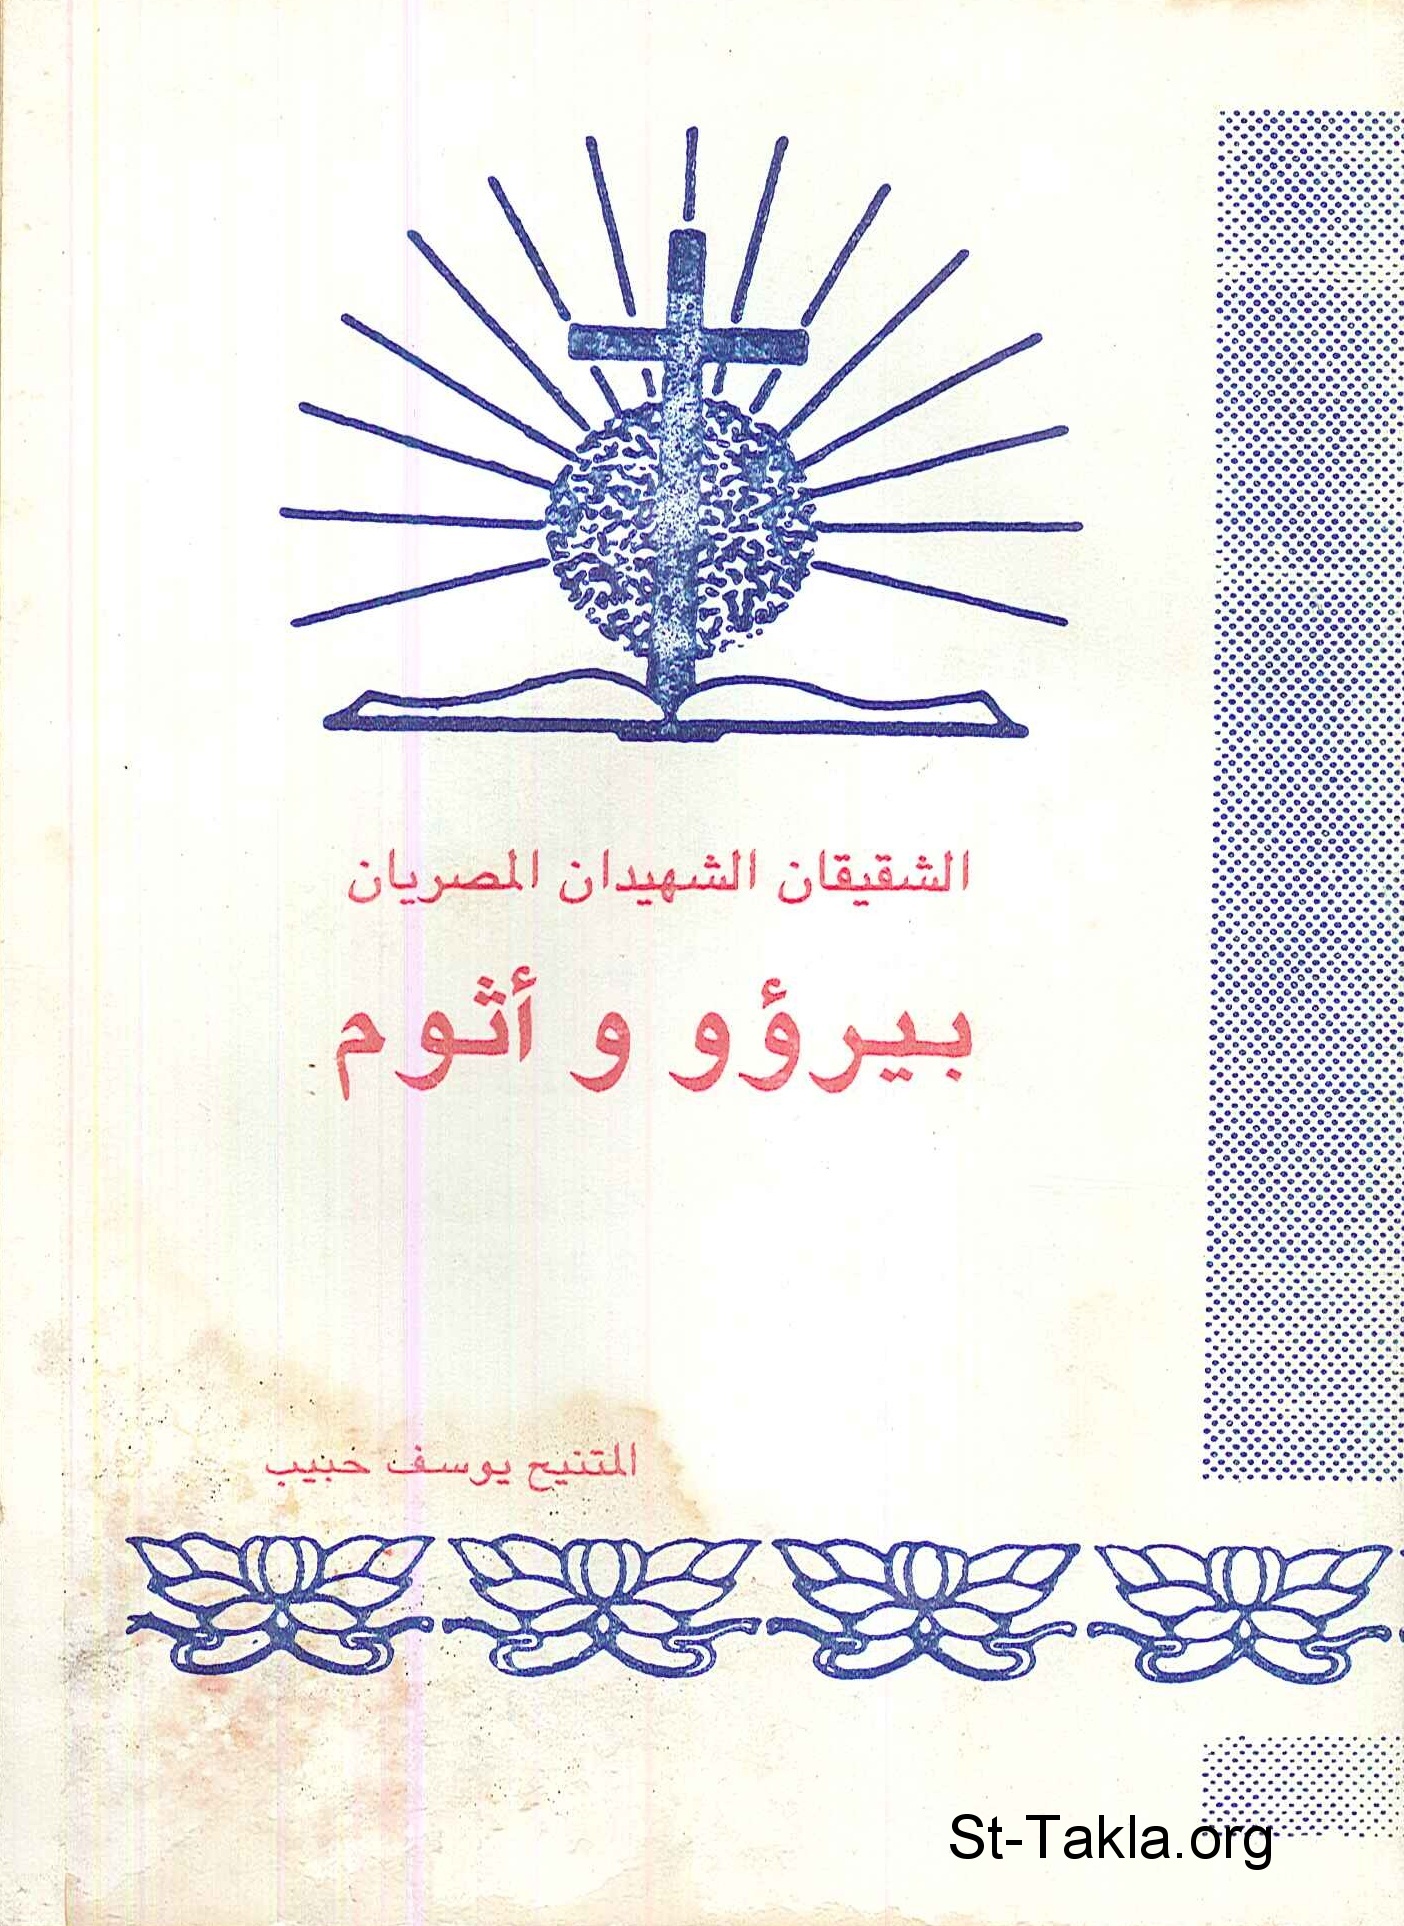 الشقيقان الشهيدان المصريان
بيرؤو و أثوم
المتنيح يوسف حبيب
St-Takla.org